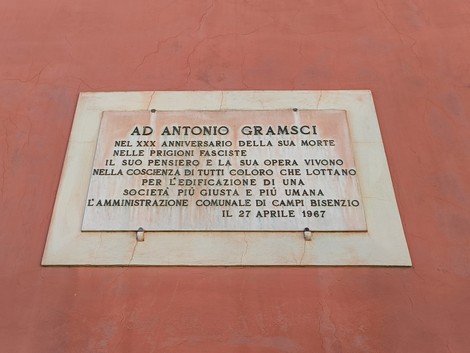 AD ANTONIO GRAMSCI
NEL XXX ANNIVERSARIO DELLA SUA MORTE
NELLE PRIGIONI FASCISTE
IL SUO PENSIERO E LA SUA OPERA VIVONO
NELLA COSCIENZA DI TUTTI COLORO CHE LOTTANO
PER L'EDIFICAZIONE DI UNA
SOCIETÀ PIÙ GIUSTA E PIÙ UMANA
L'AMMINISTRAZIONE COMUNALE DI CAMPI BISENZIO
IL 27 APRILE 1967